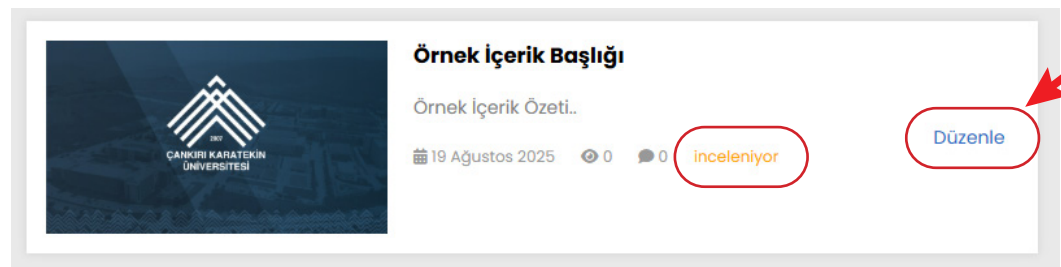 Örnek İçerik Başlığı
Örnek İçerik Özeti..
19 Ağustos 2025 0 0 inceleniyor
Düzenle
2007
ÇANKIRI KARATEKİN
ÜNİVERSİTESİ